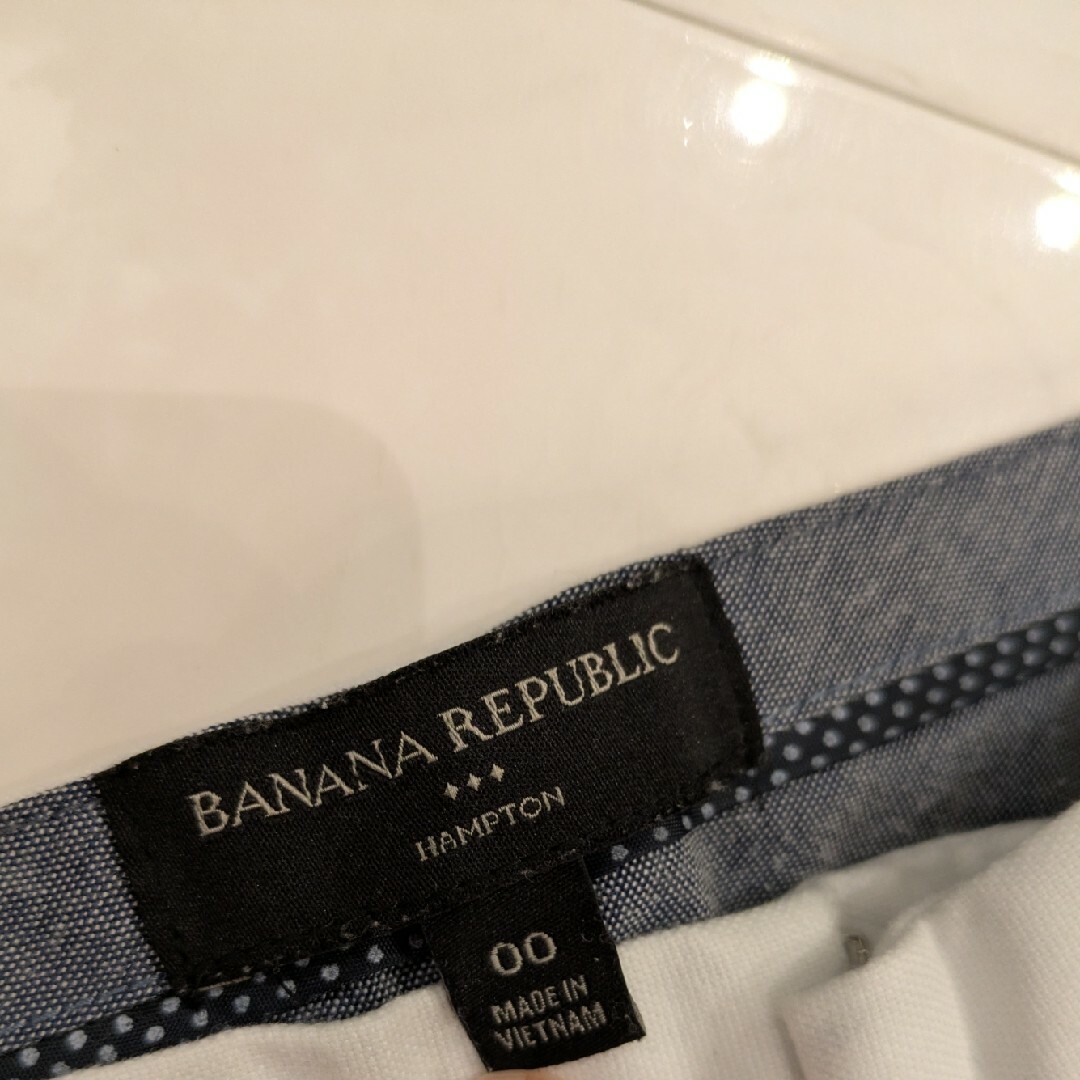 BANANA REPUBLIC
HAMPTON
00
MADE IN
VIETNAM